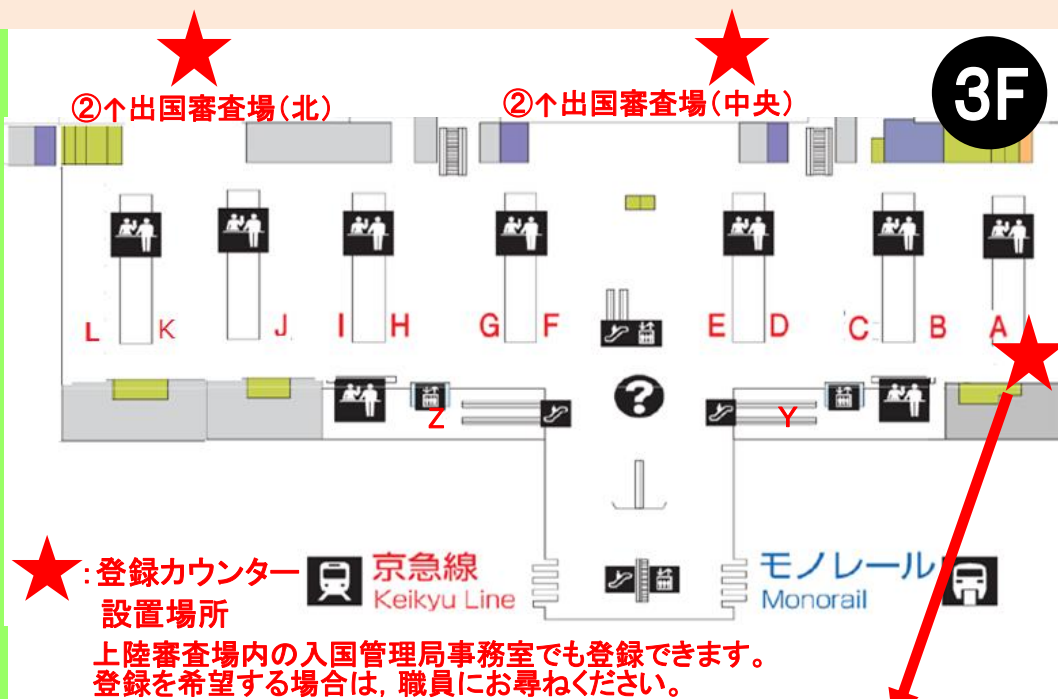 3F
②↑出国審査場(北)
②↑出国審査場(中央)
L K J I H G F E D C B A
?
Z Y
★:登録カウンター
設置場所
京急線
Keikyu Line
モノレール
Monorail
上陸審査場内の入国管理局事務室でも登録できます。
登録を希望する場合は,職員にお尋ねください。